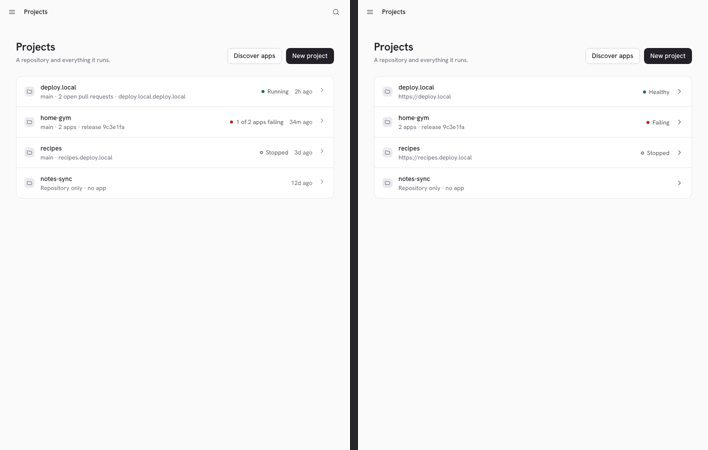 Projects
Projects
A repository and everything it runs.
Discover apps
New project
deploy.local
main · 2 open pull requests · deploy.local.deploy.local
Running 2h ago
home-gym
main · 2 apps · release 9c3e1fa
1 of 2 apps failing 34m ago
recipes
main · recipes.deploy.local
Stopped 3d ago
notes-sync
Repository only · no app
12d ago
Projects
Projects
A repository and everything it runs.
Discover apps
New project
deploy.local
https://deploy.local
Healthy
home-gym
2 apps · release 9c3e1fa
Failing
recipes
https://recipes.deploy.local
Stopped
notes-sync
Repository only · no app